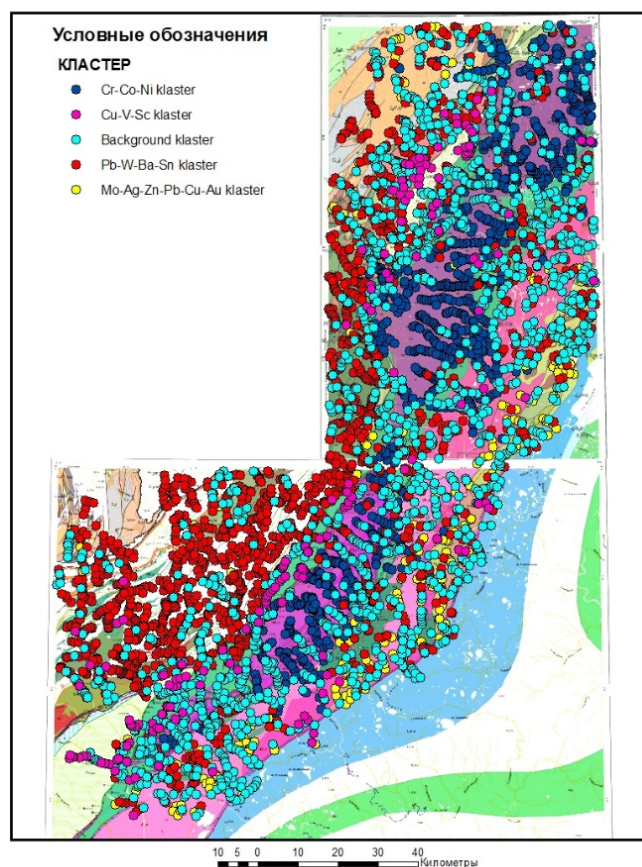 Условные обозначения
КЛАСТЕР
Cr-Co-Ni klaster
Cu-V-Sc klaster
Background klaster
Pb-W-Ba-Sn klaster
Mo-Ag-Zn-Pb-Cu-Au klaster
10 5 0 10 20 30 40
Километры